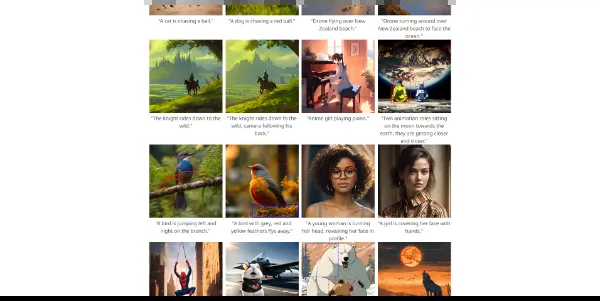 "A cat is chasing a ball."
"A dog is chasing a red ball."
"Drone flying over New
Zealand beach."
"Drone turning around over
New Zealand beach to face the
ocean."
"The knight rides down to the
wild."
"The knight rides down to the
wild, camera following his
back."
"Anime girl playing piano."
"Two animation roles sitting
on the moon towards the
earth, they are getting closer
and closer."
"A bird is jumping left and
right on the branch."
"A bird with grey, red and
yellow feathers flys away."
"A young woman is turning
her head, revealing her face in
profile."
"A girl is covering her face with
hands."